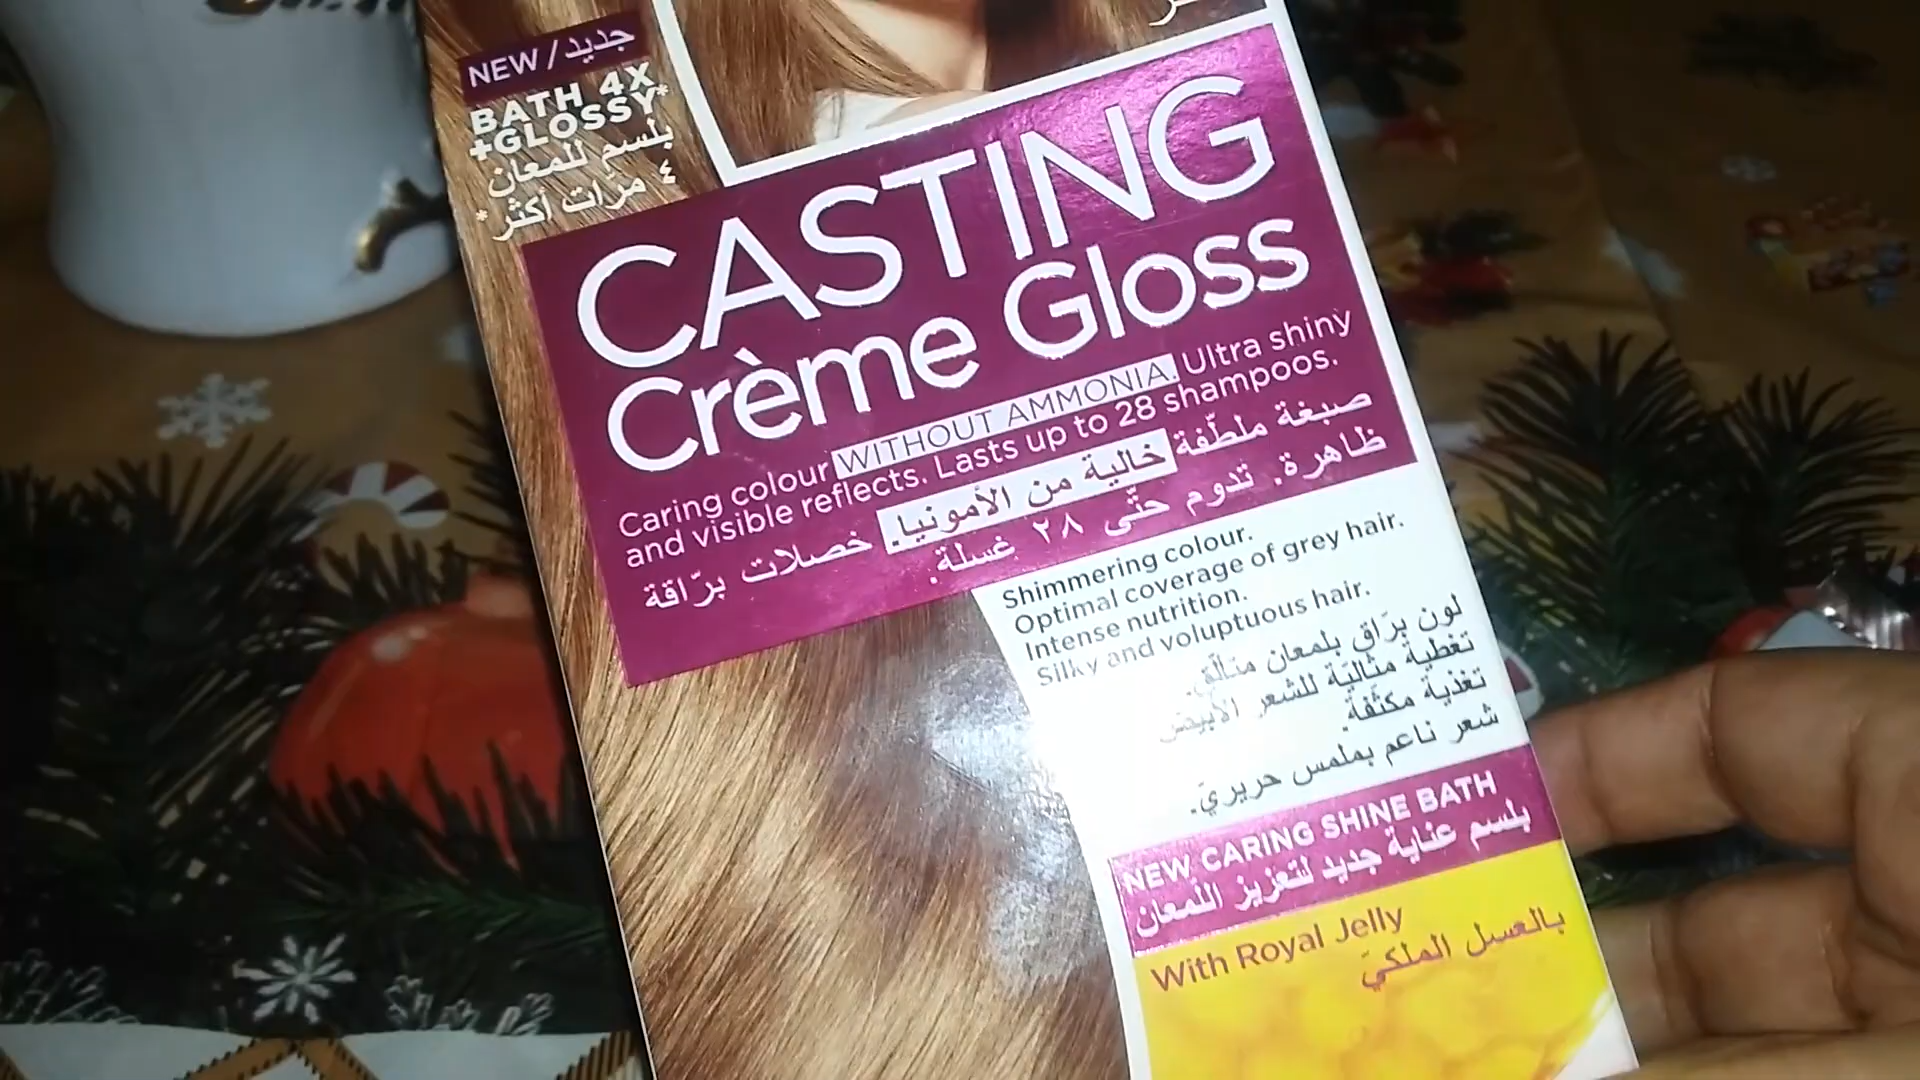 NEW / جديد
BATH 4X
+GLOSSY*
بلسم للمعان
٤ مرات أكثر*
CASTING
Crème Gloss
Caring colour WITHOUT AMMONIA. Ultra shiny
and visible reflects. Lasts up to 28 shampoos.
صبغة ملطّفة خالية من الأمونيا. خصلات برّاقة
ظاهرة. تدوم حتّى ٢٨ غسلة.
Shimmering colour.
Optimal coverage of grey hair.
Intense nutrition.
Silky and voluptuous hair.
لون برّاق بلمعان متألّق.
تغطية مثاليّة للشعر الأبيض
تغذية مكثّفة.
شعر ناعم بملمس حريريّ.
NEW CARING SHINE BATH
بلسم عناية جديد لتعزيز اللمعان
With Royal Jelly
بالعسل الملكيّ